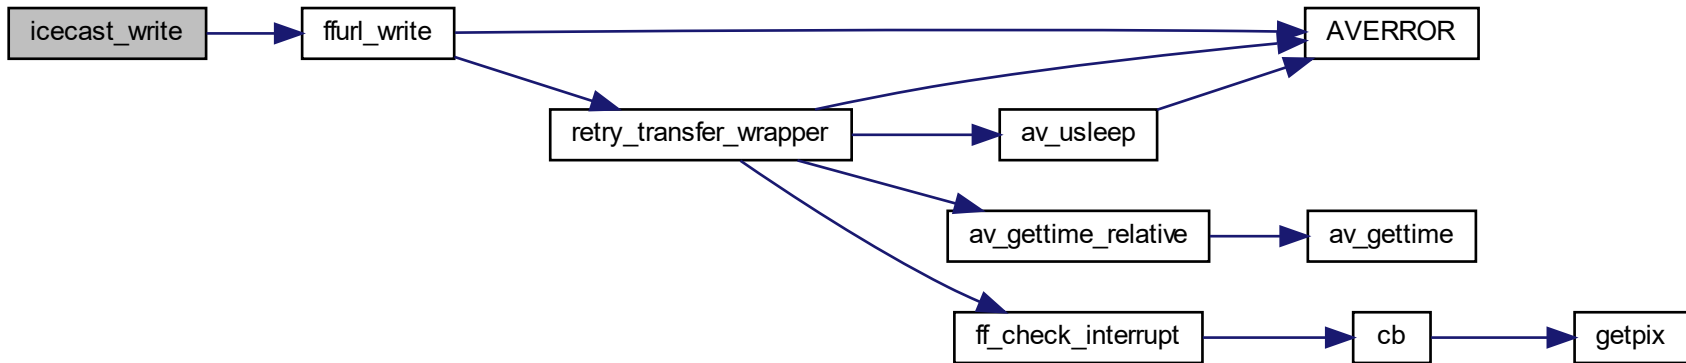 icecast_write
ffurl_write
AVERROR
retry_transfer_wrapper
av_usleep
av_gettime_relative
av_gettime
ff_check_interrupt
cb
getpix